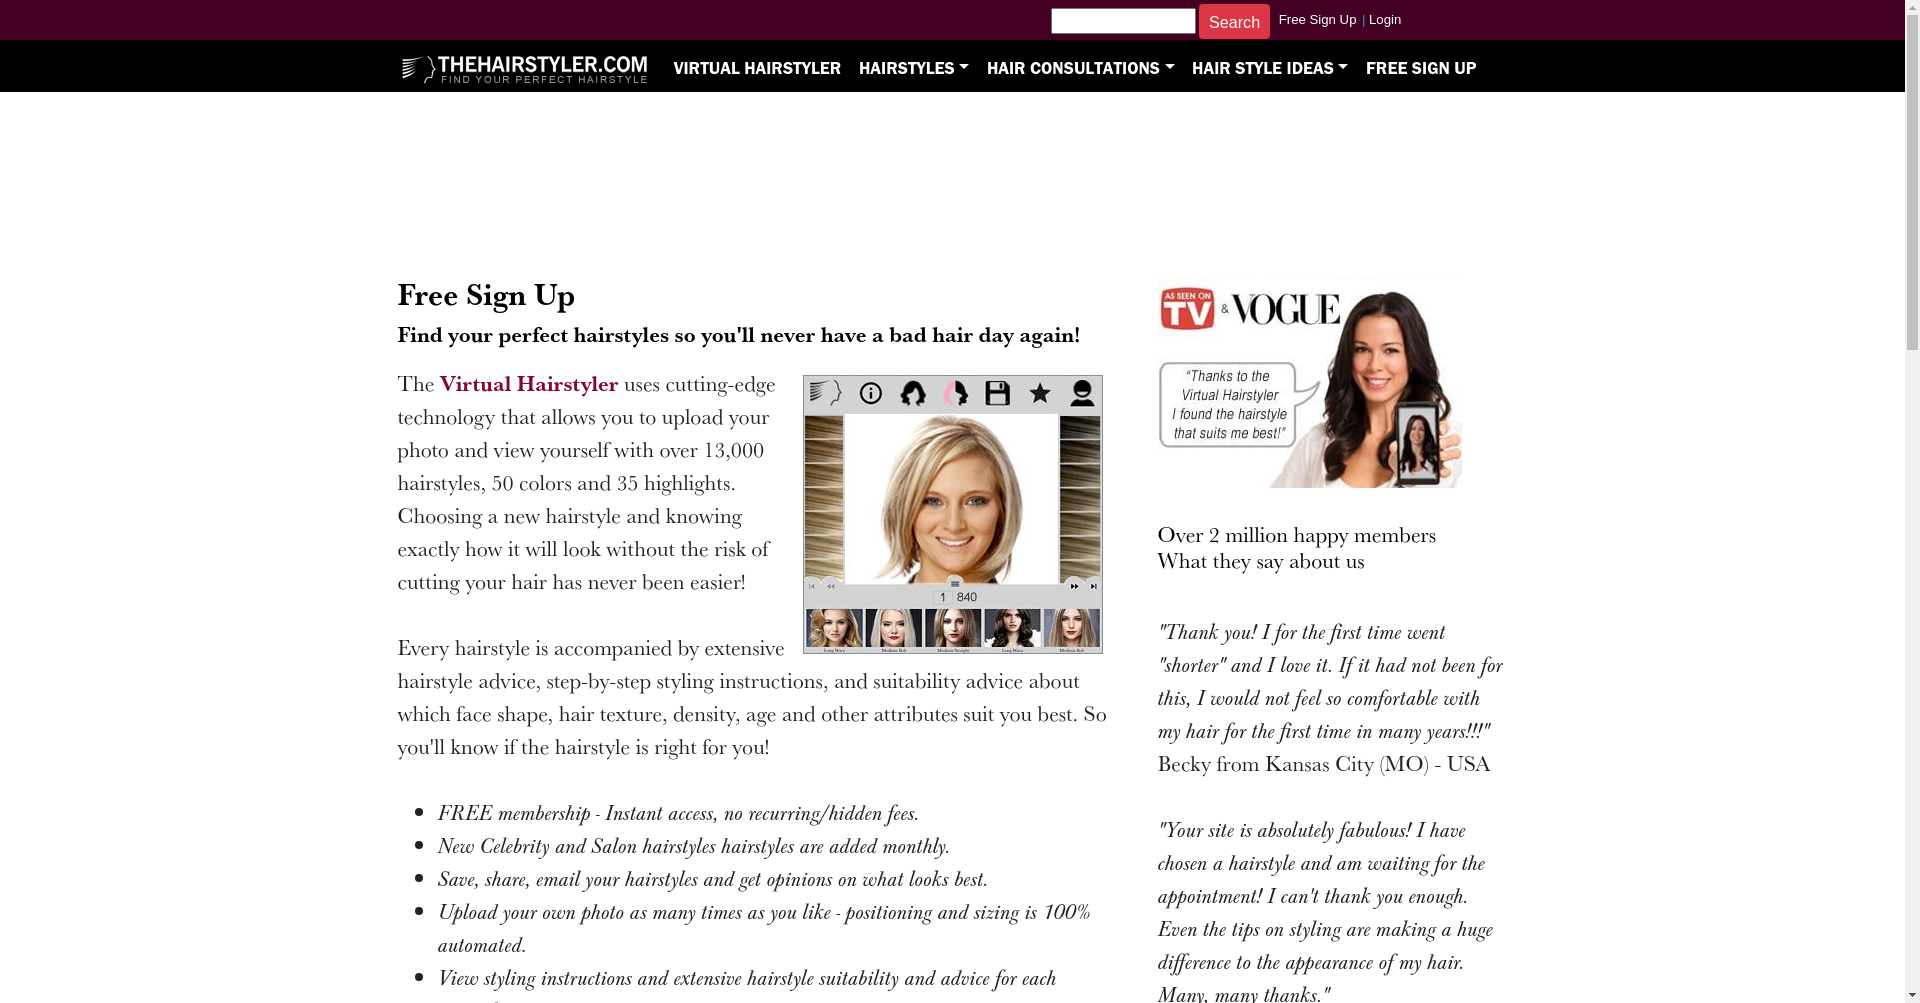 Search
Free Sign Up | Login
THEHAIRSTYLER.COM
FIND YOUR PERFECT HAIRSTYLE
VIRTUAL HAIRSTYLER HAIRSTYLES HAIR CONSULTATIONS HAIR STYLE IDEAS FREE SIGN UP
Free Sign Up
Find your perfect hairstyles so you'll never have a bad hair day again!
The Virtual Hairstyler uses cutting-edge
technology that allows you to upload your
photo and view yourself with over 13,000
hairstyles, 50 colors and 35 highlights.
Choosing a new hairstyle and knowing
exactly how it will look without the risk of
cutting your hair has never been easier!
1 840
Long Wavy Medium Bob Medium Straight Long Wavy Medium Bob
Every hairstyle is accompanied by extensive
hairstyle advice, step-by-step styling instructions, and suitability advice about
which face shape, hair texture, density, age and other attributes suit you best. So
you'll know if the hairstyle is right for you!
FREE membership - Instant access, no recurring/hidden fees.
New Celebrity and Salon hairstyles hairstyles are added monthly.
Save, share, email your hairstyles and get opinions on what looks best.
Upload your own photo as many times as you like - positioning and sizing is 100%
automated.
View styling instructions and extensive hairstyle suitability and advice for each
AS SEEN ON
TV & VOGUE
“Thanks to the
Virtual Hairstyler
I found the hairstyle
that suits me best!”
Over 2 million happy members
What they say about us
"Thank you! I for the first time went
"shorter" and I love it. If it had not been for
this, I would not feel so comfortable with
my hair for the first time in many years!!!"
Becky from Kansas City (MO) - USA
"Your site is absolutely fabulous! I have
chosen a hairstyle and am waiting for the
appointment! I can't thank you enough.
Even the tips on styling are making a huge
difference to the appearance of my hair.
Many, many thanks."